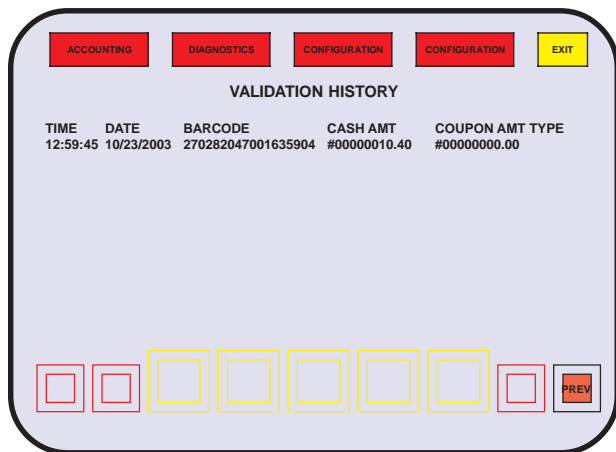 ACCOUNTING DIAGNOSTICS CONFIGURATION CONFIGURATION EXIT
VALIDATION HISTORY
TIME DATE BARCODE CASH AMT COUPON AMT TYPE
12:59:45 10/23/2003 270282047001635904 #00000010.40 #00000000.00
PREV